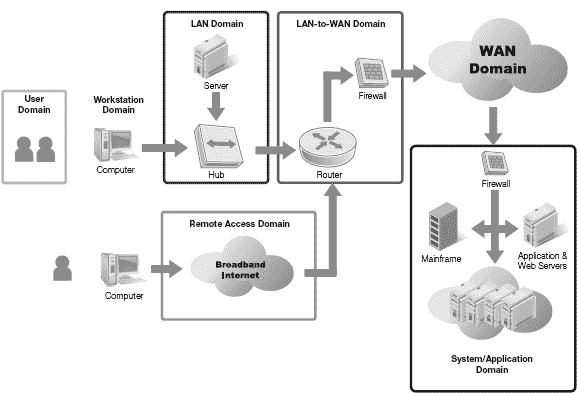 LAN Domain
LAN-to-WAN Domain
WAN
Domain
Server
Firewall
User
Domain
Workstation
Domain
Computer
Hub
Router
Firewall
Mainframe
Application &
Web Servers
Remote Access Domain
Broadband
Internet
Computer
System/Application
Domain